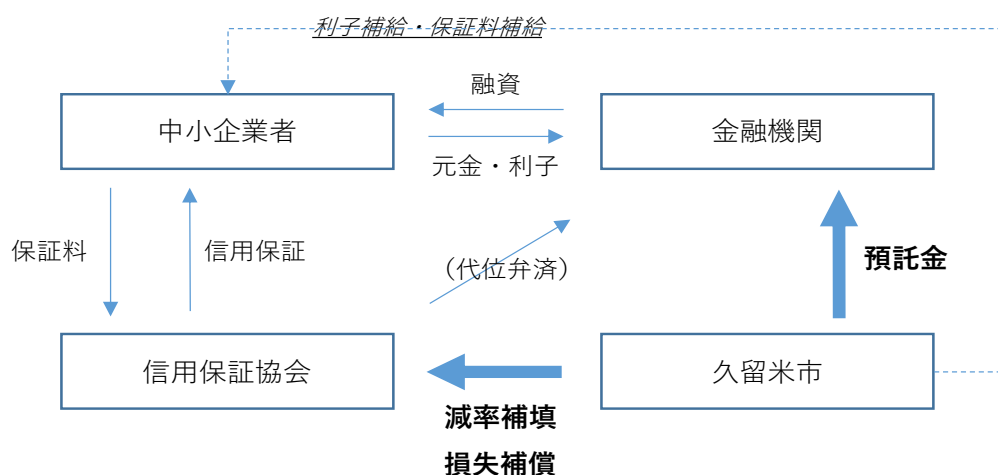 利子補給・保証料補給
融資
中小企業者
金融機関
元金・利子
保証料
信用保証
(代位弁済)
預託金
信用保証協会
久留米市
減率補填
損失補償